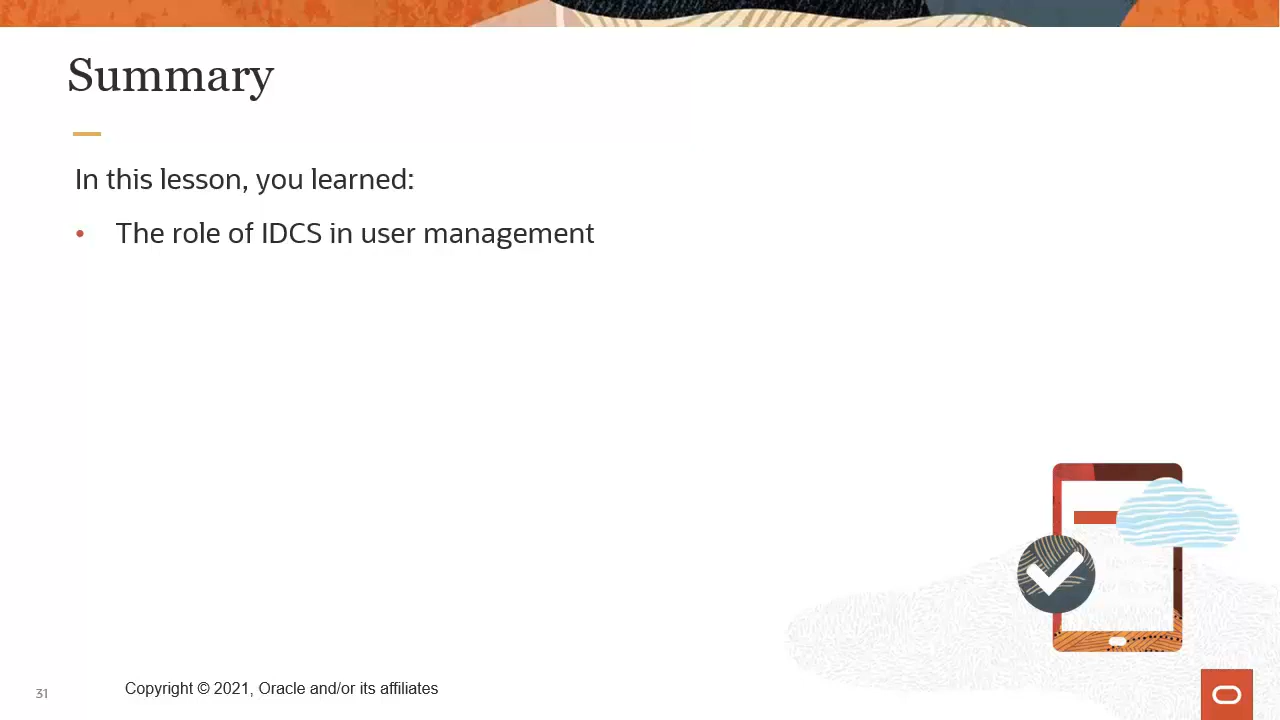 Summary
In this lesson, you learned:
• The role of IDCS in user management
31
Copyright © 2021, Oracle and/or its affiliates